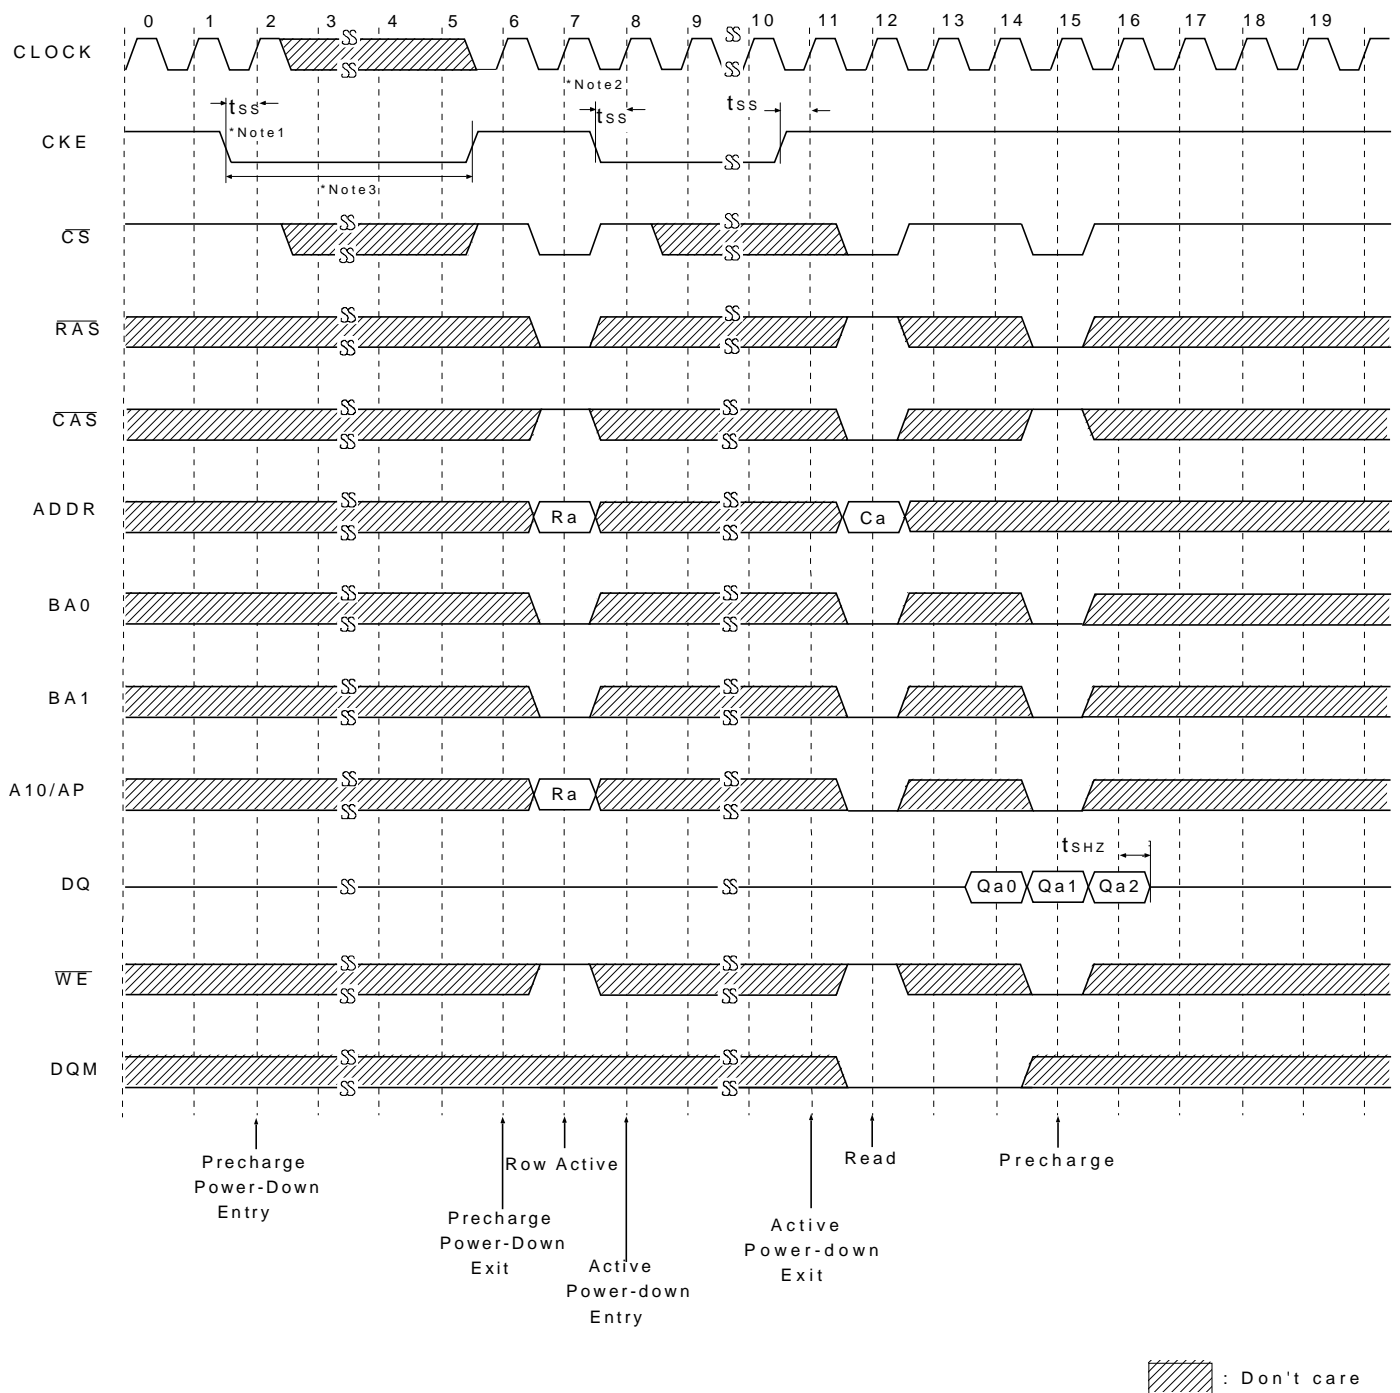 0 1 2 3 4 5 6 7 8 9 10 11 12 13 14 15 16 17 18 19
CLOCK
*Note2
tSS
tSS
tSS
*Note1
CKE
*Note3
CS
RAS
CAS
ADDR
Ra
Ca
BA0
BA1
A10/AP
Ra
tSHZ
DQ
Qa0
Qa1
Qa2
WE
DQM
Precharge
Power-Down
Entry
Row Active
Read
Precharge
Precharge
Power-Down
Exit
Active
Power-down
Exit
Active
Power-down
Entry
: Don't care